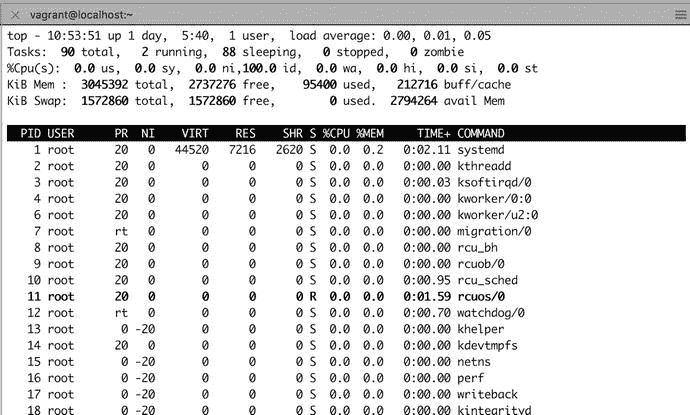 vagrant@localhost:~
top - 10:53:51 up 1 day,  5:40,  1 user,  load average: 0.00, 0.01, 0.05
Tasks:  90 total,   2 running,  88 sleeping,   0 stopped,   0 zombie
%Cpu(s):  0.0 us,  0.0 sy,  0.0 ni,100.0 id,  0.0 wa,  0.0 hi,  0.0 si,  0.0 st
KiB Mem :  3045392 total,  2737276 free,    95400 used,   212716 buff/cache
KiB Swap:  1572860 total,  1572860 free,        0 used.  2794264 avail Mem
PID USER      PR  NI    VIRT    RES    SHR S %CPU %MEM     TIME+ COMMAND
1 root      20   0   44520   7216   2620 S  0.0  0.2   0:02.11 systemd
2 root      20   0       0      0      0 S  0.0  0.0   0:00.00 kthreadd
3 root      20   0       0      0      0 S  0.0  0.0   0:00.03 ksoftirqd/0
4 root      20   0       0      0      0 S  0.0  0.0   0:00.00 kworker/0:0
6 root      20   0       0      0      0 S  0.0  0.0   0:00.00 kworker/u2:0
7 root      rt   0       0      0      0 S  0.0  0.0   0:00.00 migration/0
8 root      20   0       0      0      0 S  0.0  0.0   0:00.00 rcu_bh
9 root      20   0       0      0      0 S  0.0  0.0   0:00.00 rcuob/0
10 root      20   0       0      0      0 S  0.0  0.0   0:00.95 rcu_sched
11 root      20   0       0      0      0 R  0.0  0.0   0:01.59 rcuos/0
12 root      rt   0       0      0      0 S  0.0  0.0   0:00.70 watchdog/0
13 root       0 -20       0      0      0 S  0.0  0.0   0:00.00 khelper
14 root      20   0       0      0      0 S  0.0  0.0   0:00.00 kdevtmpfs
15 root       0 -20       0      0      0 S  0.0  0.0   0:00.00 netns
16 root       0 -20       0      0      0 S  0.0  0.0   0:00.00 perf
17 root       0 -20       0      0      0 S  0.0  0.0   0:00.00 writeback
18 root       0 -20       0      0      0 S  0.0  0.0   0:00.00 kintegrityd